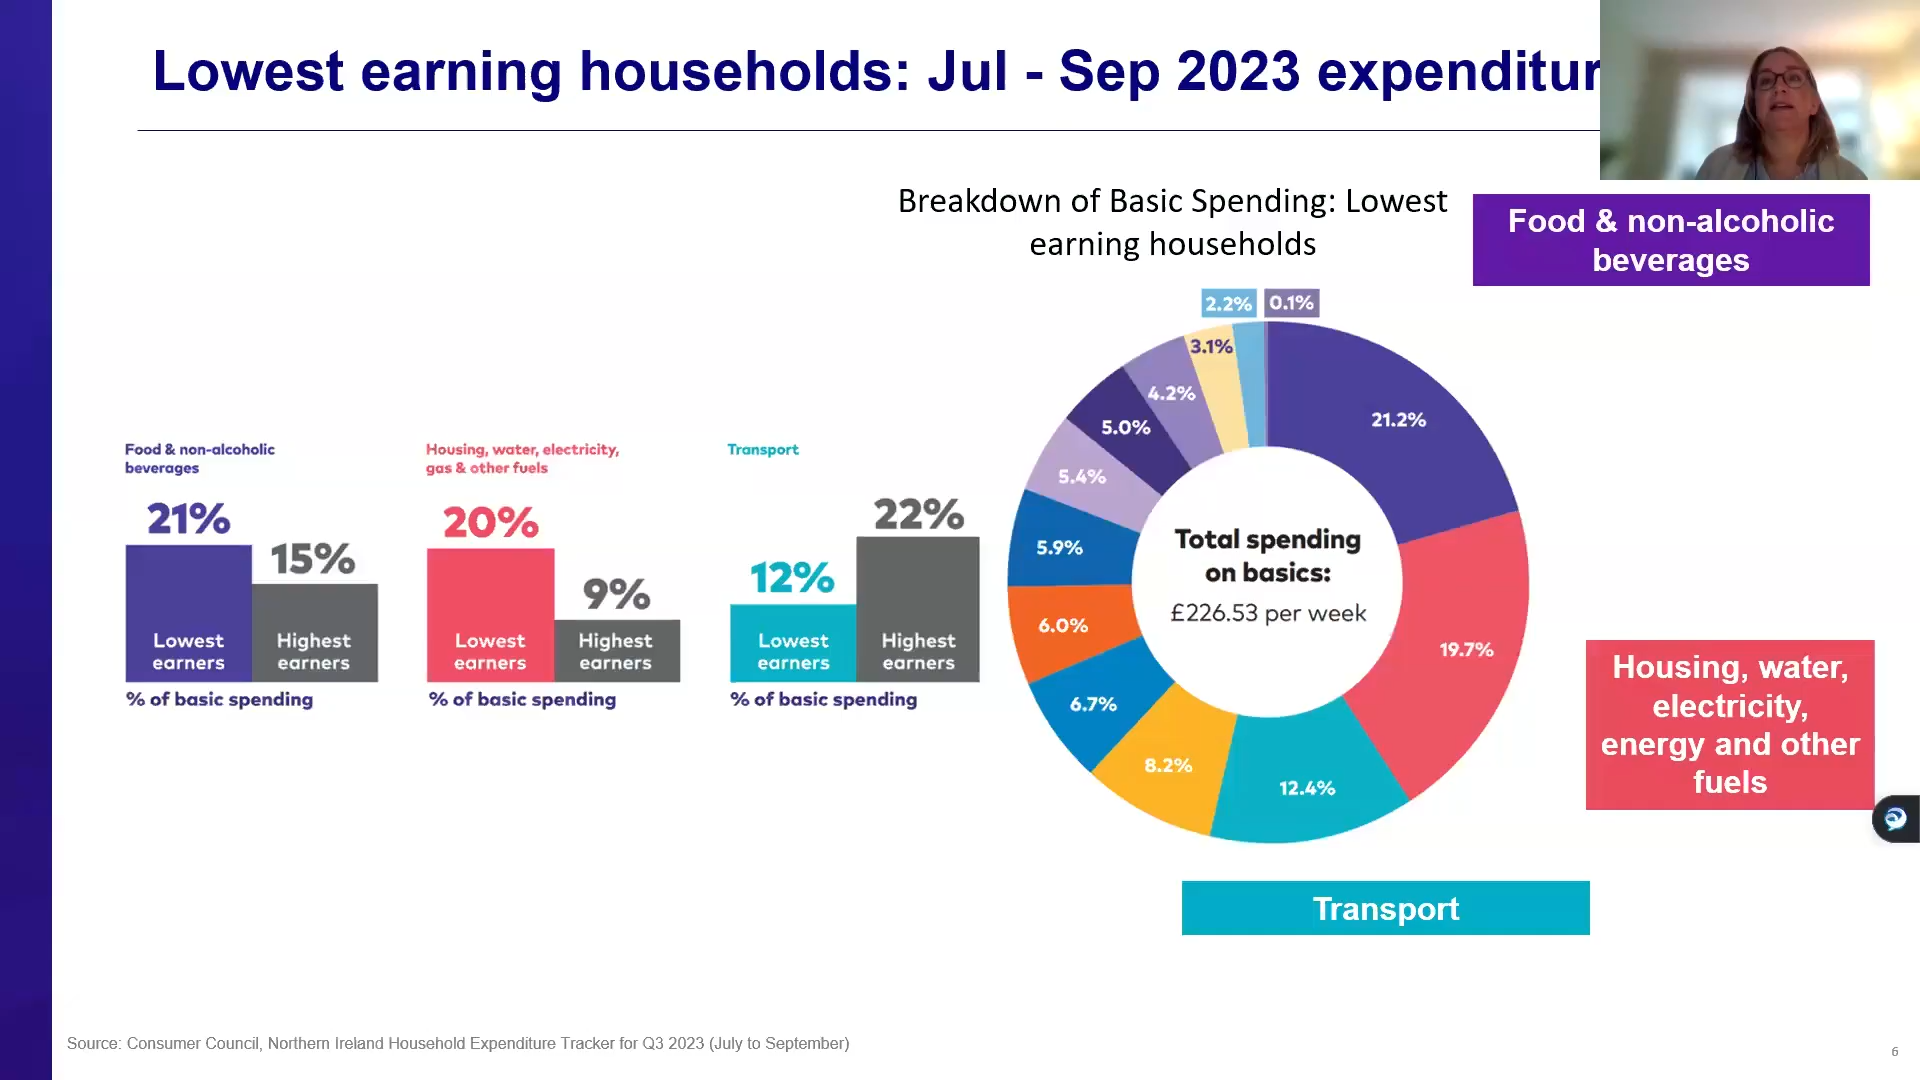 Lowest earning households: Jul - Sep 2023 expenditur
Breakdown of Basic Spending: Lowest
earning households
Food & non-alcoholic
beverages
Food & non-alcoholic
beverages
21%
15%
Lowest
earners
Highest
earners
% of basic spending
Housing, water, electricity,
gas & other fuels
20%
9%
Lowest
earners
Highest
earners
% of basic spending
Transport
12%
22%
Lowest
earners
Highest
earners
% of basic spending
2.2%
0.1%
3.1%
4.2%
5.0%
5.4%
5.9%
6.0%
6.7%
8.2%
12.4%
19.7%
21.2%
Total spending
on basics:
£226.53 per week
Housing, water,
electricity,
energy and other
fuels
Transport
Source: Consumer Council, Northern Ireland Household Expenditure Tracker for Q3 2023 (July to September)
6